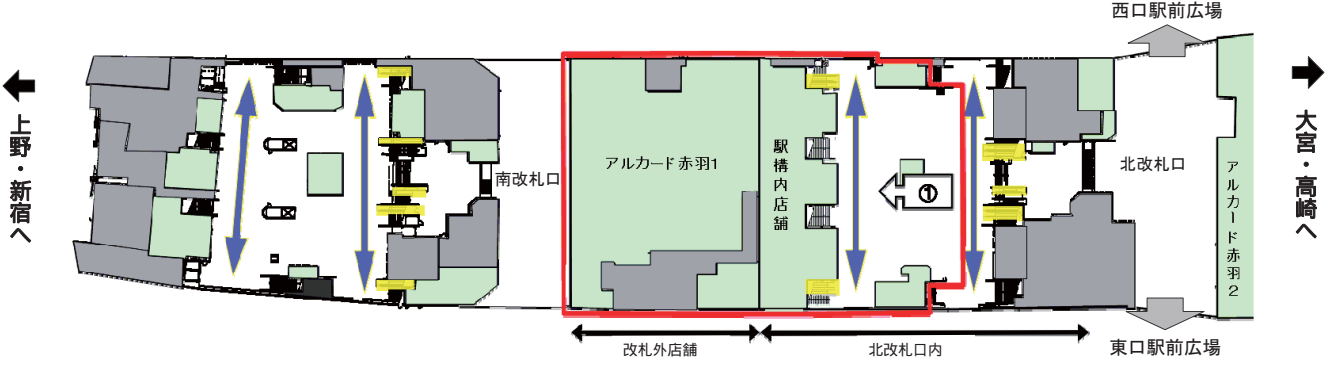 西口駅前広場
上野・新宿へ
南改札口
アルカード赤羽1
駅構内店舗
①
北改札口
アルカード赤羽2
大宮・高崎へ
改札外店舗
北改札口内
東口駅前広場